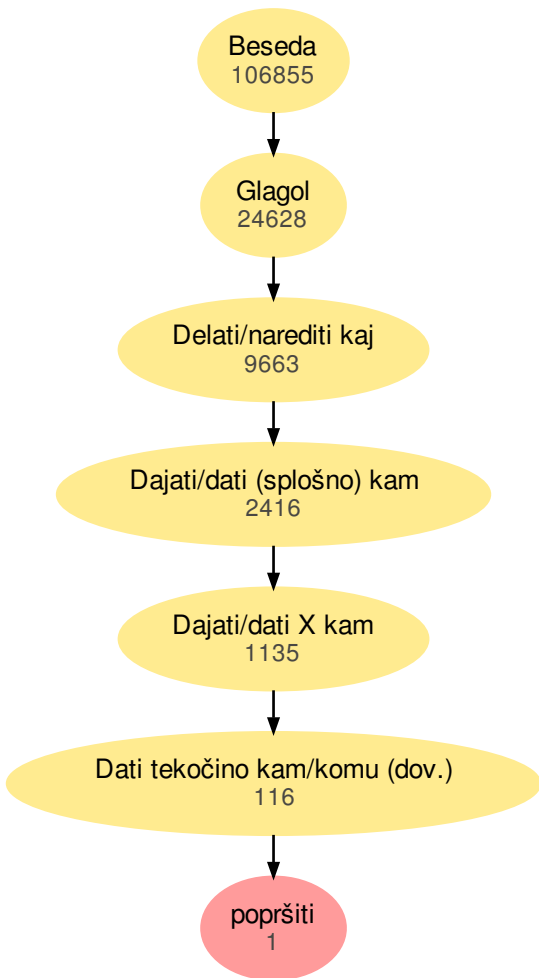 Beseda
106855
Glagol
24628
Delati/narediti kaj
9663
Dajati/dati (splošno) kam
2416
Dajati/dati X kam
1135
Dati tekočino kam/komu (dov.)
116
popršiti
1